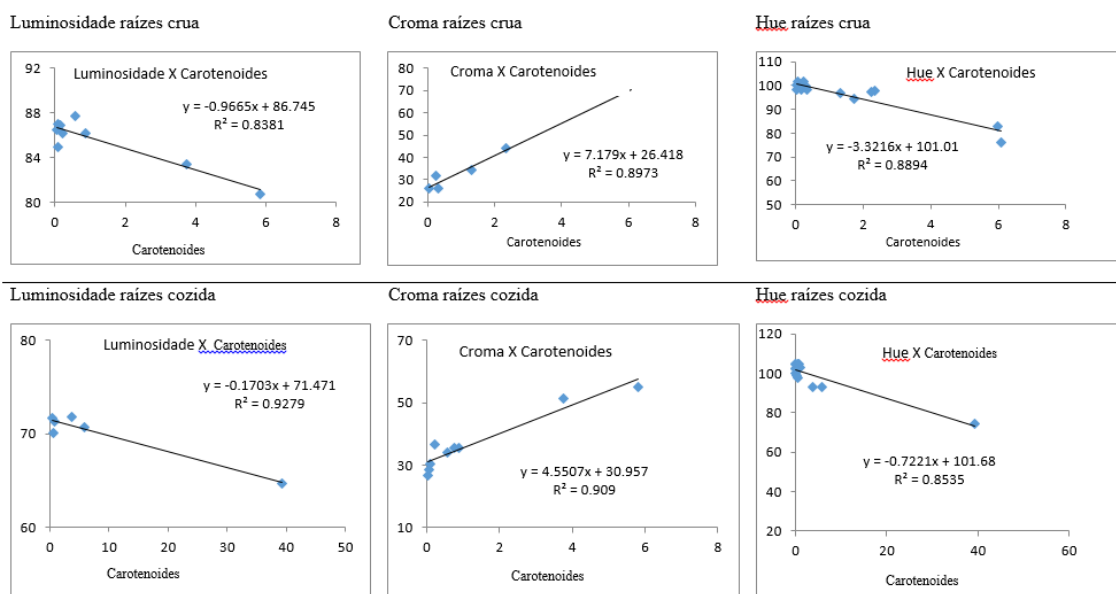 Luminosidade raízes crua
Croma raízes crua
Hue raízes crua
Luminosidade X Carotenoides
y = -0.9665x + 86.745
R² = 0.8381
92
88
84
80
0 2 4 6 8
Carotenoides
Croma X Carotenoides
y = 7.179x + 26.418
R² = 0.8973
80
70
60
50
40
30
20
0 2 4 6 8
Carotenoides
Hue X Carotenoides
y = -3.3216x + 101.01
R² = 0.8894
110
100
90
80
70
60
50
0 2 4 6 8
Carotenoides
Luminosidade raízes cozida
Croma raízes cozida
Hue raízes cozida
Luminosidade X Carotenoides
y = -0.1703x + 71.471
R² = 0.9279
80
70
60
0 10 20 30 40 50
Carotenoides
Croma X Carotenoides
y = 4.5507x + 30.957
R² = 0.909
70
50
30
10
0 2 4 6 8
Carotenoides
Hue X Carotenoides
y = -0.7221x + 101.68
R² = 0.8535
120
100
80
60
40
20
0 20 40 60
Carotenoides